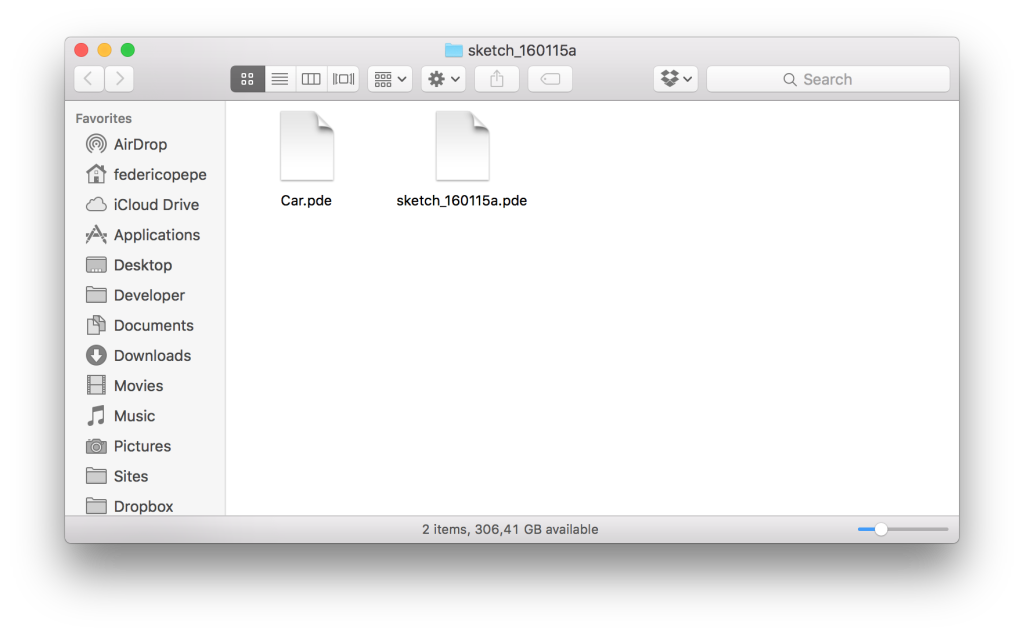 sketch_160115a
Search
Favorites
AirDrop
federicopepe
iCloud Drive
Applications
Desktop
Developer
Documents
Downloads
Movies
Music
Pictures
Sites
Dropbox
Car.pde
sketch_160115a.pde
2 items, 306,41 GB available